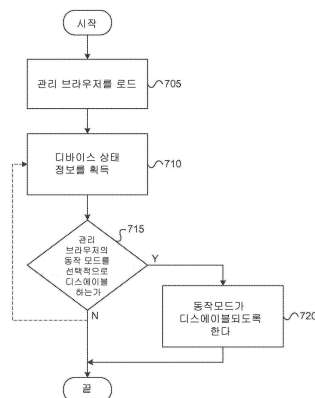 시작
관리 브라우저를 로드
705
디바이스 상태
정보를 획득
710
715
관리
브라우저의
동작 모드를
선택적으로
디스에이블
하는가
Y
N
동작모드가
디스에이블되도록
한다
720
끝